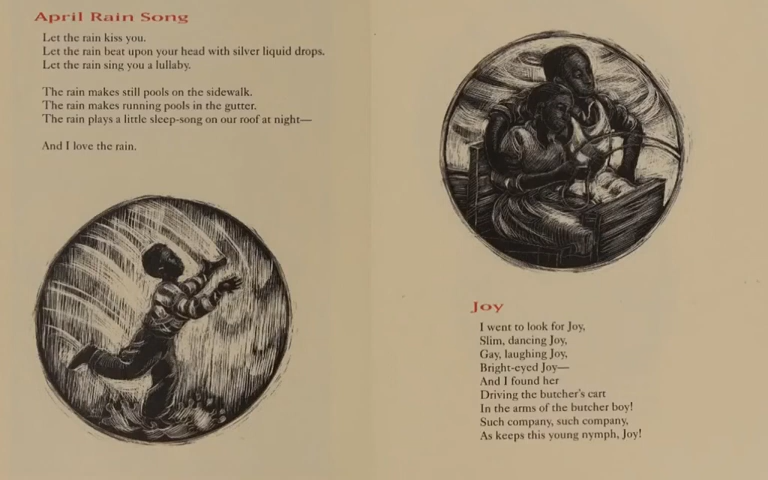 April Rain Song
Let the rain kiss you.
Let the rain beat upon your head with silver liquid drops.
Let the rain sing you a lullaby.
The rain makes still pools on the sidewalk.
The rain makes running pools in the gutter.
The rain plays a little sleep-song on our roof at night—
And I love the rain.
Joy
I went to look for Joy,
Slim, dancing Joy,
Gay, laughing Joy,
Bright-eyed Joy—
And I found her
Driving the butcher's cart
In the arms of the butcher boy!
Such company, such company,
As keeps this young nymph, Joy!